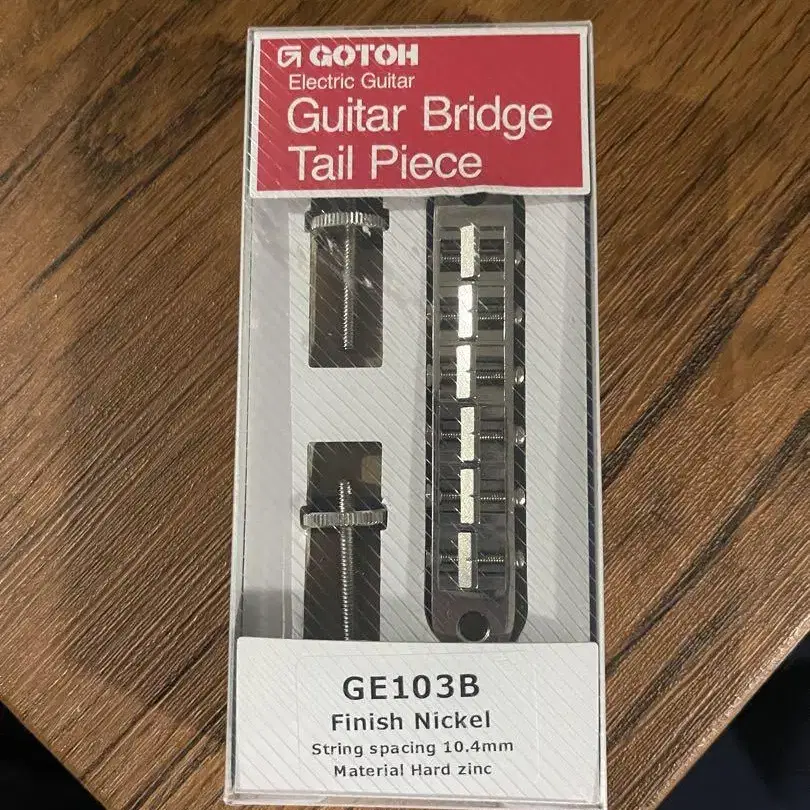 GOTOH
Electric Guitar
Guitar Bridge
Tail Piece
GE103B
Finish Nickel
String spacing 10.4mm
Material Hard zinc